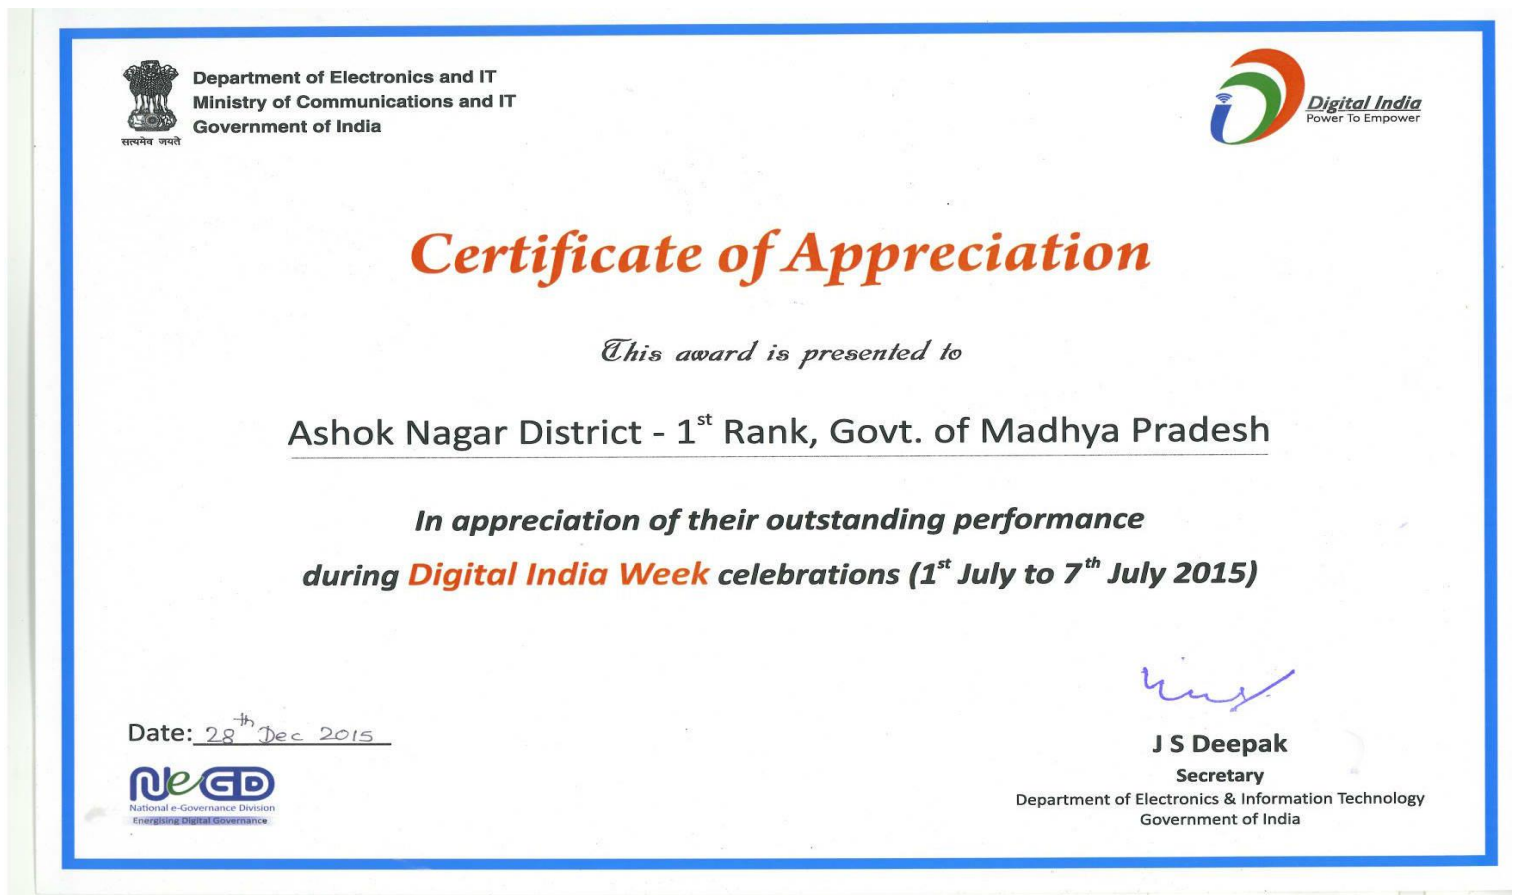 Department of Electronics and IT
Ministry of Communications and IT
Government of India
सत्यमेव जयते
Digital India
Power To Empower
Certificate of Appreciation
This award is presented to
Ashok Nagar District - 1st Rank, Govt. of Madhya Pradesh
In appreciation of their outstanding performance
during Digital India Week celebrations (1st July to 7th July 2015)
Date: 28th Dec 2015
NeGD
National e-Governance Division
Energising Digital Governance
J S Deepak
Secretary
Department of Electronics & Information Technology
Government of India